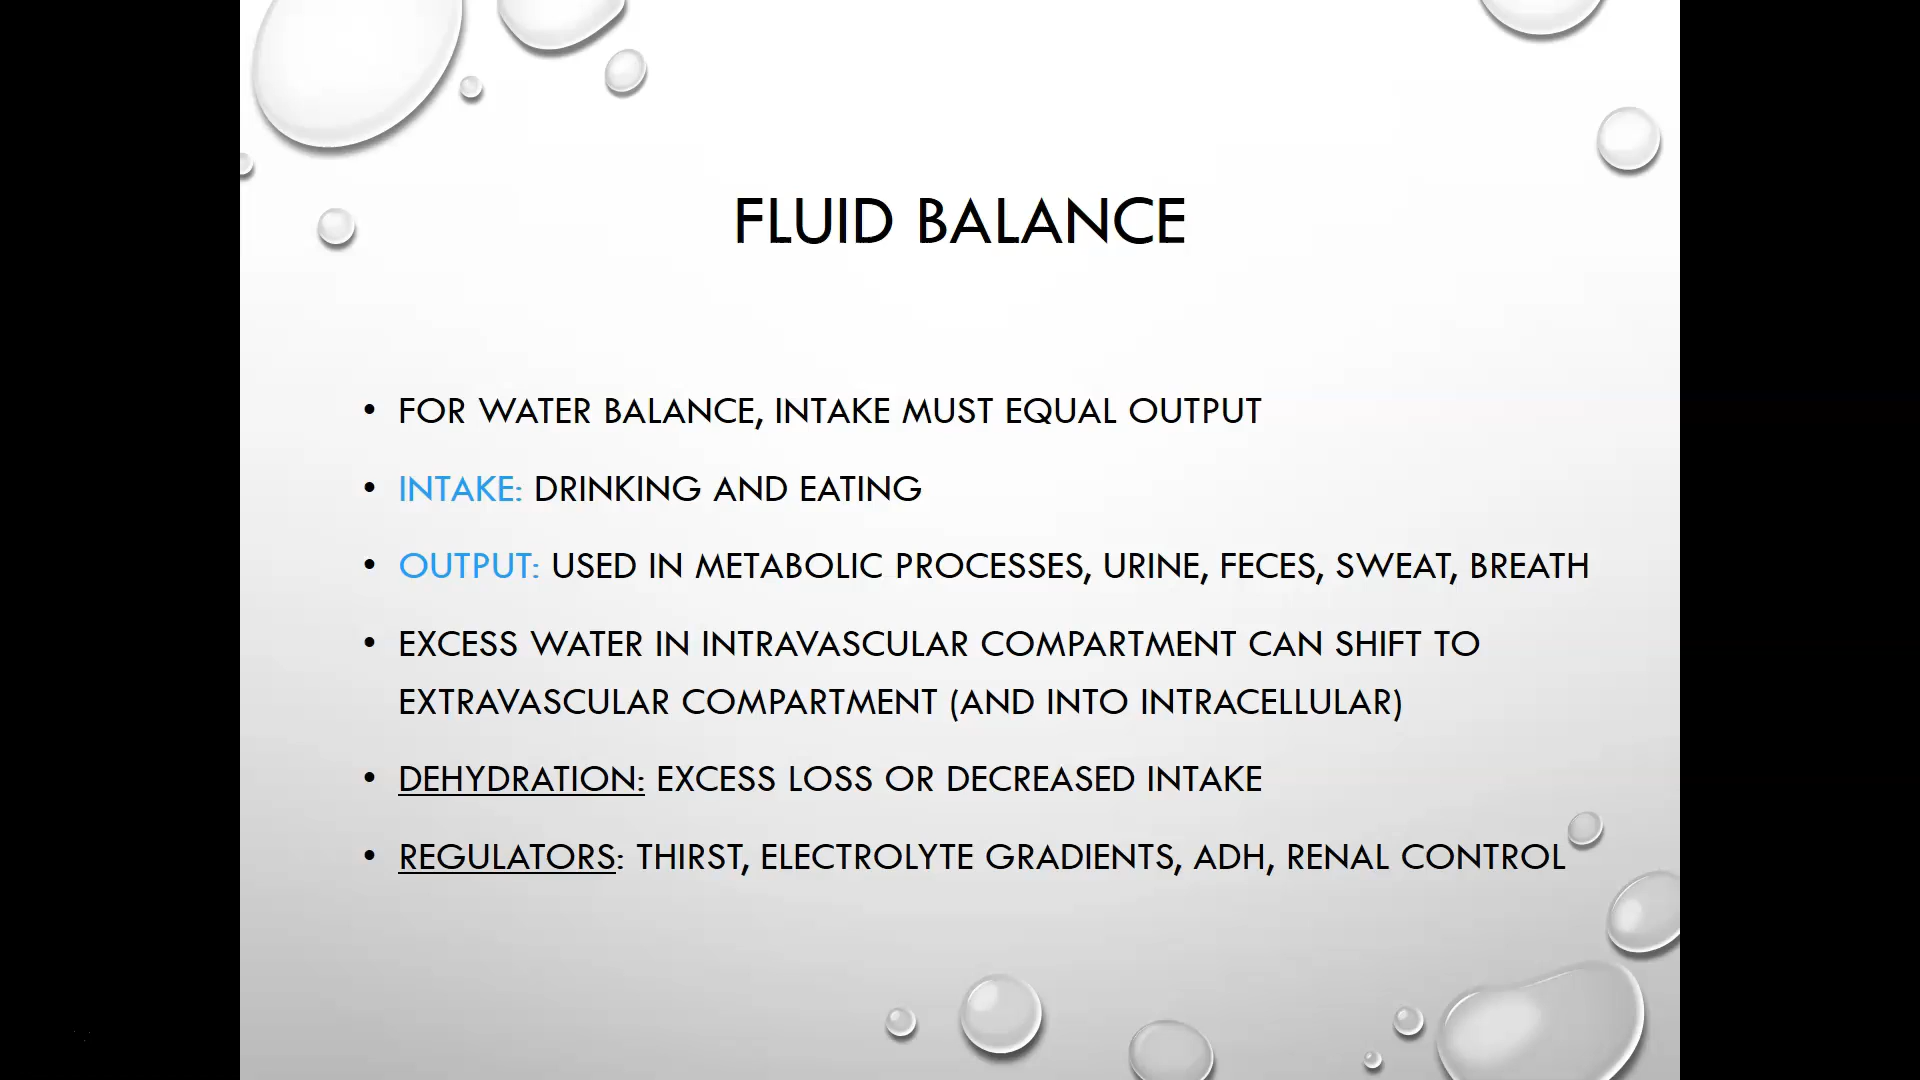 FLUID BALANCE
• FOR WATER BALANCE, INTAKE MUST EQUAL OUTPUT
• INTAKE: DRINKING AND EATING
• OUTPUT: USED IN METABOLIC PROCESSES, URINE, FECES, SWEAT, BREATH
• EXCESS WATER IN INTRAVASCULAR COMPARTMENT CAN SHIFT TO
EXTRAVASCULAR COMPARTMENT (AND INTO INTRACELLULAR)
• DEHYDRATION: EXCESS LOSS OR DECREASED INTAKE
• REGULATORS: THIRST, ELECTROLYTE GRADIENTS, ADH, RENAL CONTROL